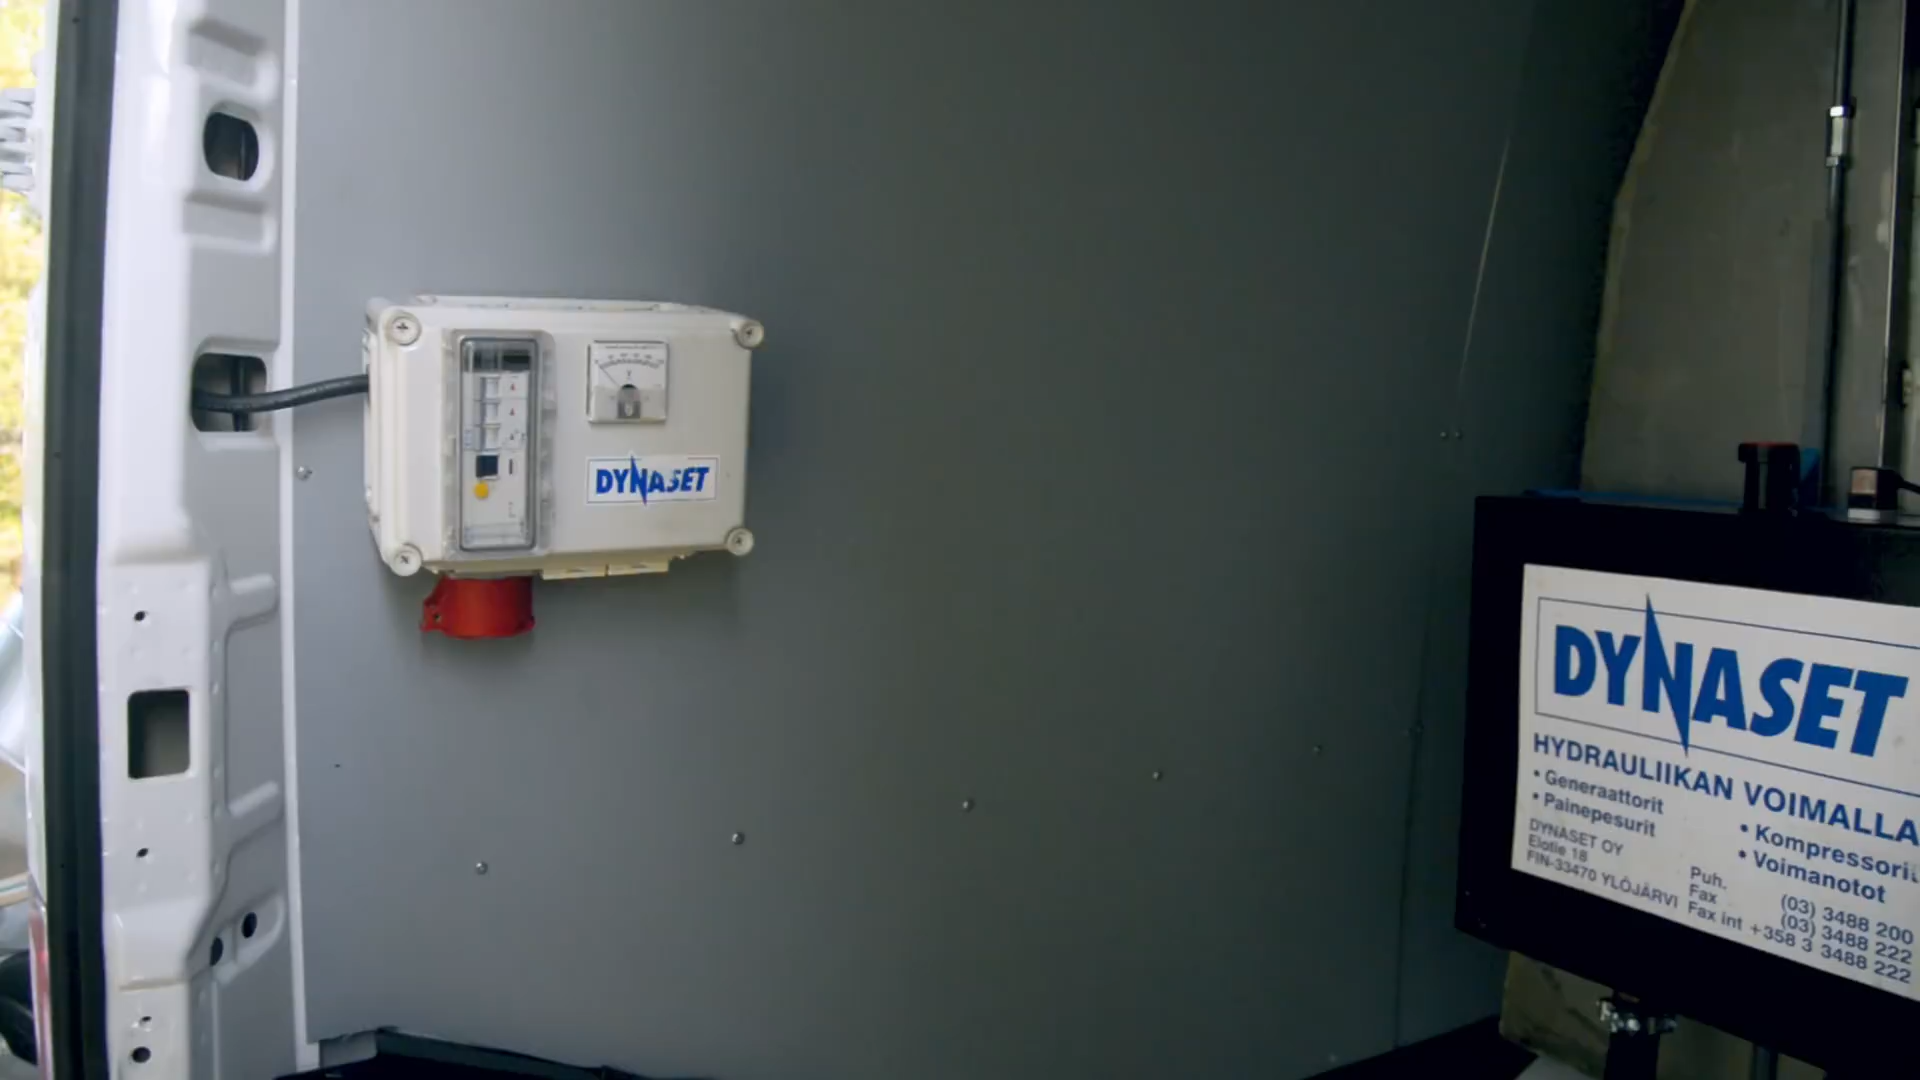 DYNASET
DYNASET
HYDRAULIIKAN VOIMALLA
• Generaattorit
• Painepesurit
• Kompressorit
• Voimanotot
DYNASET OY
Elotie 18
FIN-33470 YLÖJÄRVI
Puh. (03) 3488 200
Fax (03) 3488 222
Fax int +358 3 3488 222